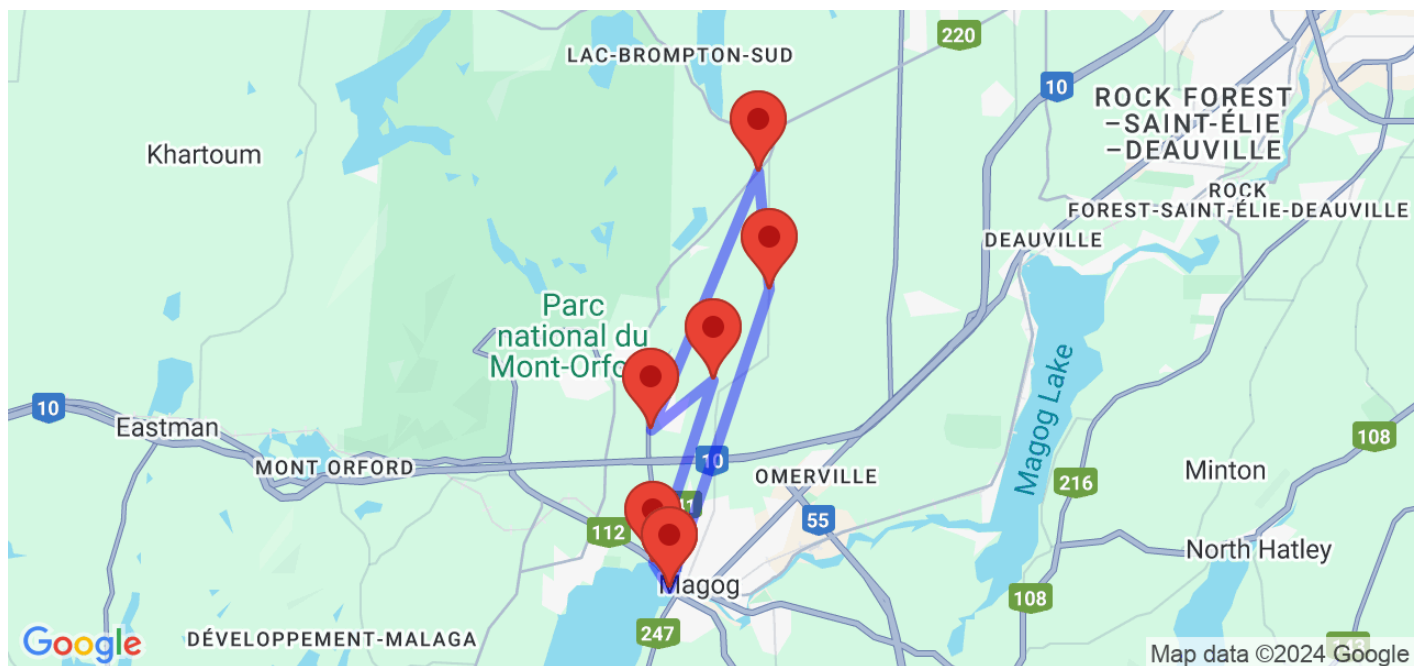 220
LAC-BROMPTON-SUD
10
ROCK FOREST
–SAINT-ÉLIE
–DEAUVILLE
Khartoum
ROCK
FOREST-SAINT-ÉLIE-DEAUVILLE
DEAUVILLE
Parc
national du
Mont-Orfo
Magog Lake
10
Eastman
108
MONT ORFORD
10
OMERVILLE
Minton
216
112
55
North Hatley
Magog
108
247
DÉVELOPPEMENT-MALAGA
Google
Map data ©2024 Google